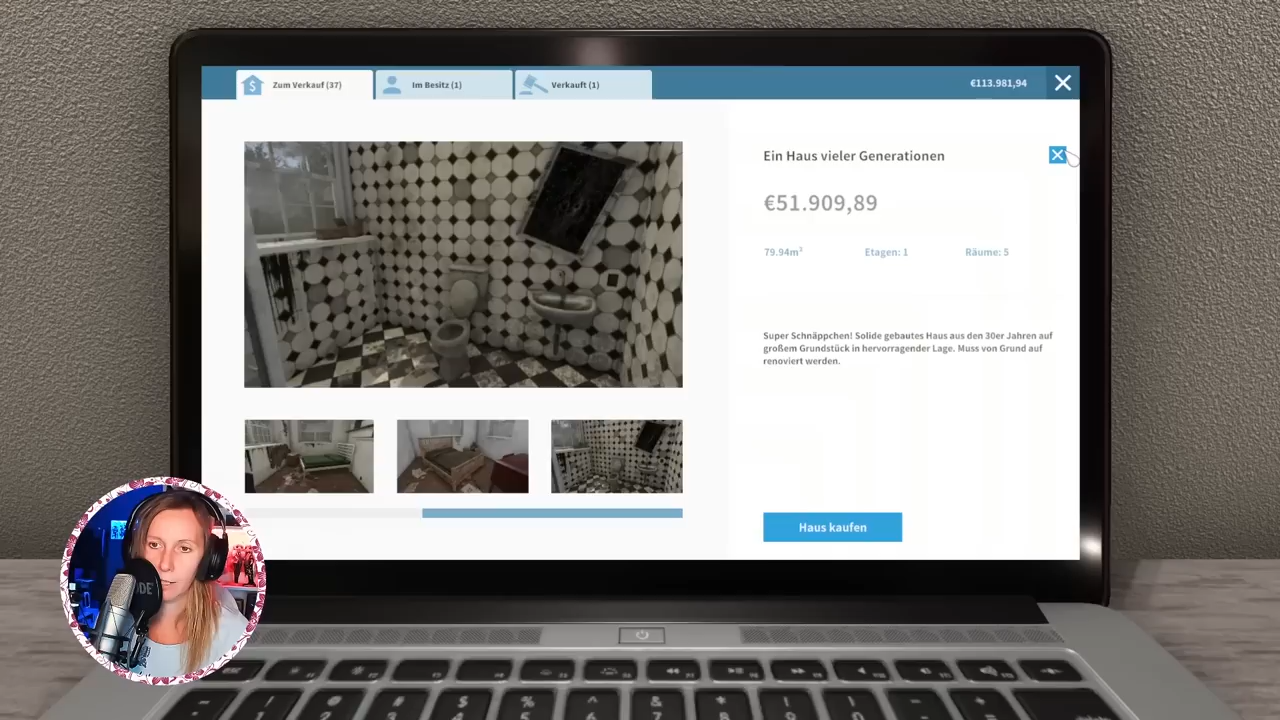 Zum Verkauf (37)
Im Besitz (1)
Verkauft (1)
€113.981,94
Ein Haus vieler Generationen
€51.909,89
79.94m³
Etagen: 1
Räume: 5
Super Schnäppchen! Solide gebautes Haus aus den 30er Jahren auf
großem Grundstück in hervorragender Lage. Muss von Grund auf
renoviert werden.
Haus kaufen